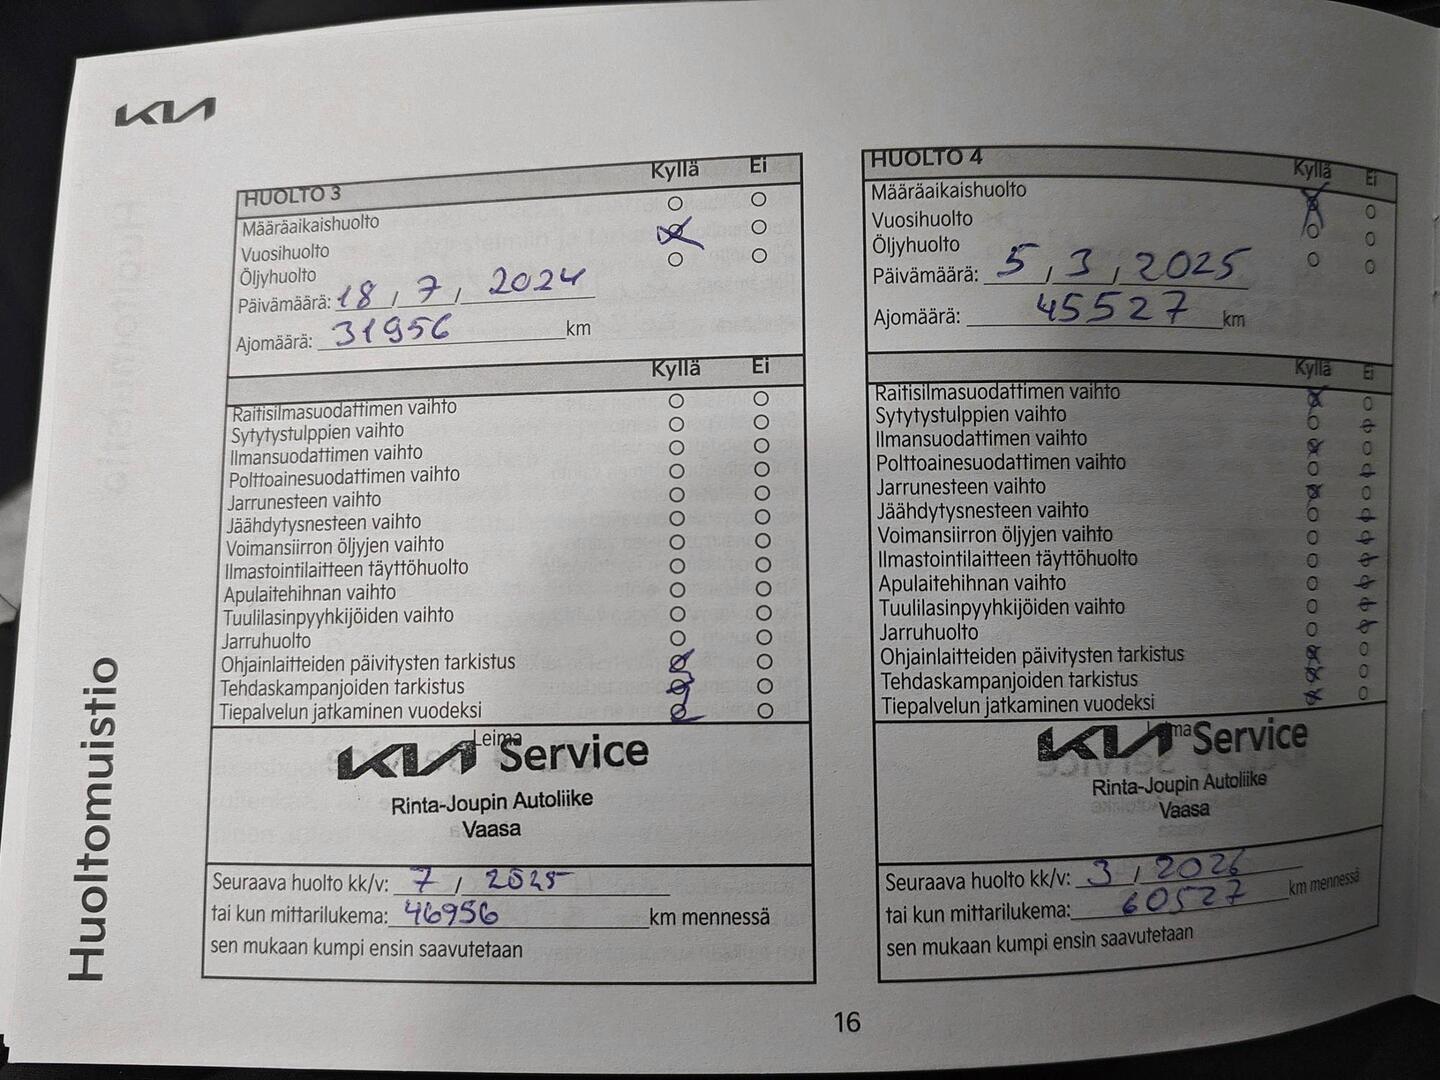 KIA
Huoltomuistio
HUOLTO 3 Kyllä Ei
Määräaikaishuolto
Vuosihuolto
Öljyhuolto
Päivämäärä: 18 / 7 / 2024
Ajomäärä: 31956 km
Kyllä Ei
Raitisilmasuodattimen vaihto
Sytytystulppien vaihto
Ilmansuodattimen vaihto
Polttoainesuodattimen vaihto
Jarrunesteen vaihto
Jäähdytysnesteen vaihto
Voimansiirron öljyjen vaihto
Ilmastointilaitteen täyttöhuolto
Apulaitehihnan vaihto
Tuulilasinpyyhkijöiden vaihto
Jarruhuolto
Ohjainlaitteiden päivitysten tarkistus
Tehdaskampanjoiden tarkistus
Tiepalvelun jatkaminen vuodeksi
Leima
KIA Service
Rinta-Joupin Autoliike
Vaasa
Seuraava huolto kk/v: 7 / 2025
tai kun mittarilukema: 46956 km mennessä
sen mukaan kumpi ensin saavutetaan
HUOLTO 4 Kyllä Ei
Määräaikaishuolto
Vuosihuolto
Öljyhuolto
Päivämäärä: 5 / 3 / 2025
Ajomäärä: 45527 km
Kyllä Ei
Raitisilmasuodattimen vaihto
Sytytystulppien vaihto
Ilmansuodattimen vaihto
Polttoainesuodattimen vaihto
Jarrunesteen vaihto
Jäähdytysnesteen vaihto
Voimansiirron öljyjen vaihto
Ilmastointilaitteen täyttöhuolto
Apulaitehihnan vaihto
Tuulilasinpyyhkijöiden vaihto
Jarruhuolto
Ohjainlaitteiden päivitysten tarkistus
Tehdaskampanjoiden tarkistus
Tiepalvelun jatkaminen vuodeksi
Leima
KIA Service
Rinta-Joupin Autoliike
Vaasa
Seuraava huolto kk/v: 3 / 2026
tai kun mittarilukema: 60527 km mennessä
sen mukaan kumpi ensin saavutetaan
16